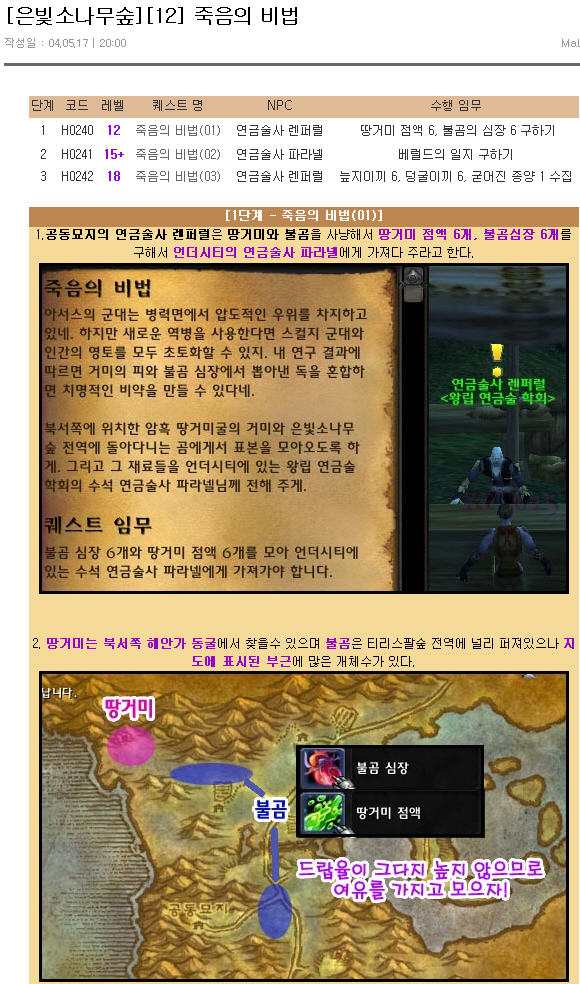 [은빛소나무숲][12] 죽음의 비법
작성일 : 04.05.17 | 20:00 Mal
단계 코드 레벨 퀘스트 명 NPC 수행 임무
1 H0240 12 죽음의 비법(01) 연금술사 렌퍼럴 땅거미 점액 6, 불곰의 심장 6 구하기
2 H0241 15+ 죽음의 비법(02) 연금술사 파라넬 베럴드의 일지 구하기
3 H0242 18 죽음의 비법(03) 연금술사 렌퍼럴 늪지이끼 6, 덩굴이끼 6, 굳어진 종양 1 수집
[1단계 - 죽음의 비법(01)]
1.공동묘지의 연금술사 렌퍼럴은 땅거미와 불곰을 사냥해서 땅거미 점액 6개, 불곰심장 6개를
구해서 언더시티의 연금술사 파라넬에게 가져다 주라고 한다.
죽음의 비법
아서스의 군대는 병력면에서 압도적인 우위를 차지하고
있네. 하지만 새로운 역병을 사용한다면 스컬지 군대와
인간의 영토를 모두 초토화할 수 있지. 내 연구 결과에
따르면 거미의 피와 불곰 심장에서 뽑아낸 독을 혼합하
면 치명적인 비약을 만들 수 있다네.
북서쪽에 위치한 암흑 땅거미굴의 거미와 은빛소나무
숲 전역에 돌아다니는 곰에게서 표본을 모아오도록 하
게. 그리고 그 재료들을 언더시티에 있는 왕립 연금술
학회의 수석 연금술사 파라넬님께 전해 주게.
퀘스트 임무
불곰 심장 6개와 땅거미 점액 6개를 모아 언더시티에
있는 수석 연금술사 파라넬에게 가져가야 합니다.
연금술사 렌퍼럴
<왕립 연금술 학회>
2. 땅거미는 북서쪽 해안가 동굴에서 찾을수 있으며 불곰은 티리스팔숲 전역에 널리 퍼져있으나 지
도에 표시된 부근에 많은 개체수가 있다.
납니다.
땅거미
불곰 심장
불곰
땅거미 점액
드랍율이 그다지 높지 않으므로
여유를 가지고 모으자!
공동묘지